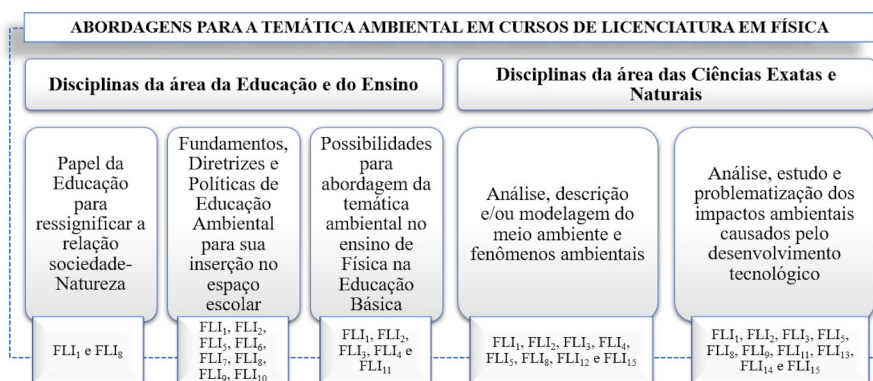 ABORDAGENS PARA A TEMÁTICA AMBIENTAL EM CURSOS DE LICENCIATURA EM FÍSICA
Disciplinas da área da Educação e do Ensino
Disciplinas da área das Ciências Exatas e
Naturais
Papel da
Educação
para
ressignificar a
relação
sociedade-
Natureza
FLI₁ e FLI₈
Fundamentos,
Diretrizes e
Políticas de
Educação
Ambiental
para sua
inserção no
espaço
escolar
FLI₁, FLI₂,
FLI₅, FLI₆,
FLI₇, FLI₈,
FLI₉, FLI₁₀
Possibilidades
para
abordagem da
temática
ambiental no
ensino de
Física na
Educação
Básica
FLI₁, FLI₂,
FLI₃, FLI₄ e
FLI₁₁
Análise, descrição
e/ou modelagem do
meio ambiente e
fenômenos ambientais
FLI₁, FLI₂, FLI₃, FLI₄,
FLI₅, FLI₈, FLI₁₂ e FLI₁₅
Análise, estudo e
problematização dos
impactos ambientais
causados pelo
desenvolvimento
tecnológico
FLI₁, FLI₂, FLI₃, FLI₅,
FLI₈, FLI₉, FLI₁₁, FLI₁₃,
FLI₁₄ e FLI₁₅